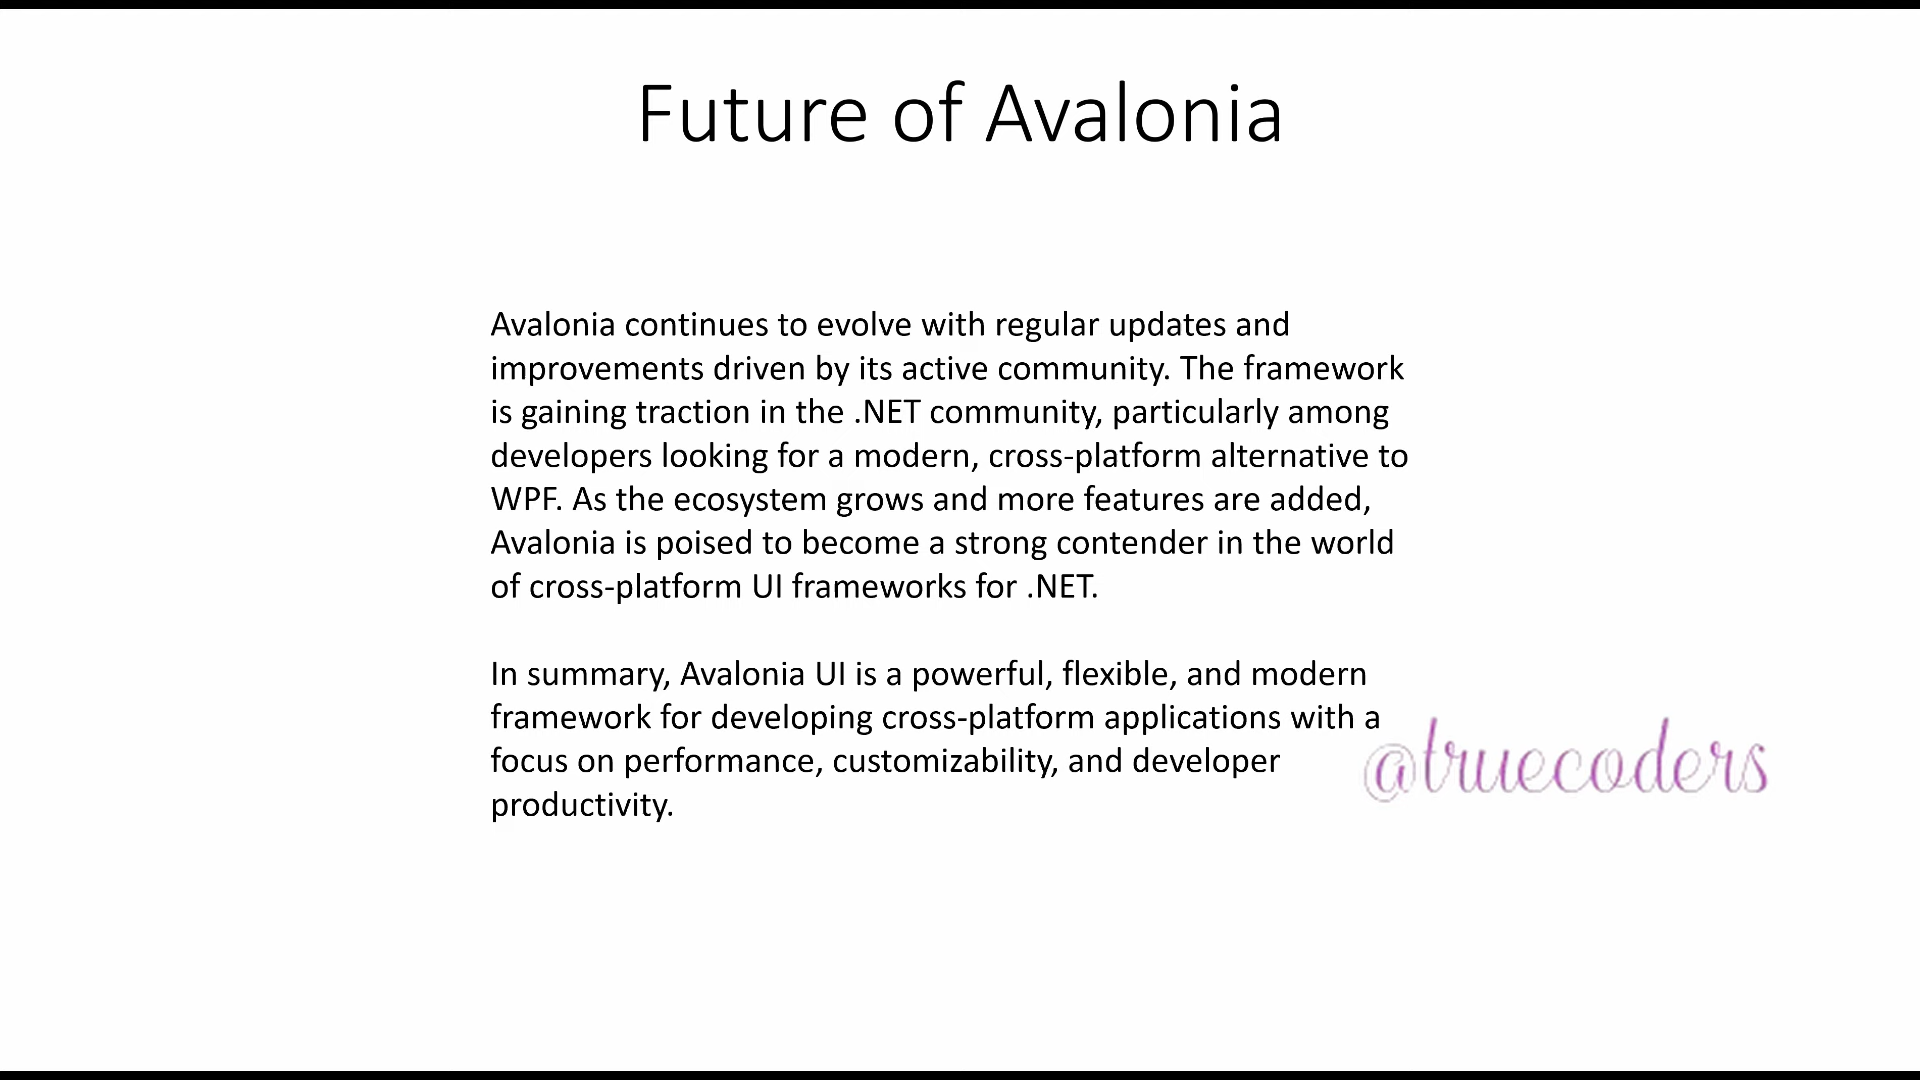 Future of Avalonia
Avalonia continues to evolve with regular updates and
improvements driven by its active community. The framework
is gaining traction in the .NET community, particularly among
developers looking for a modern, cross-platform alternative to
WPF. As the ecosystem grows and more features are added,
Avalonia is poised to become a strong contender in the world
of cross-platform UI frameworks for .NET.
In summary, Avalonia UI is a powerful, flexible, and modern
framework for developing cross-platform applications with a
focus on performance, customizability, and developer
productivity.
@truecoders